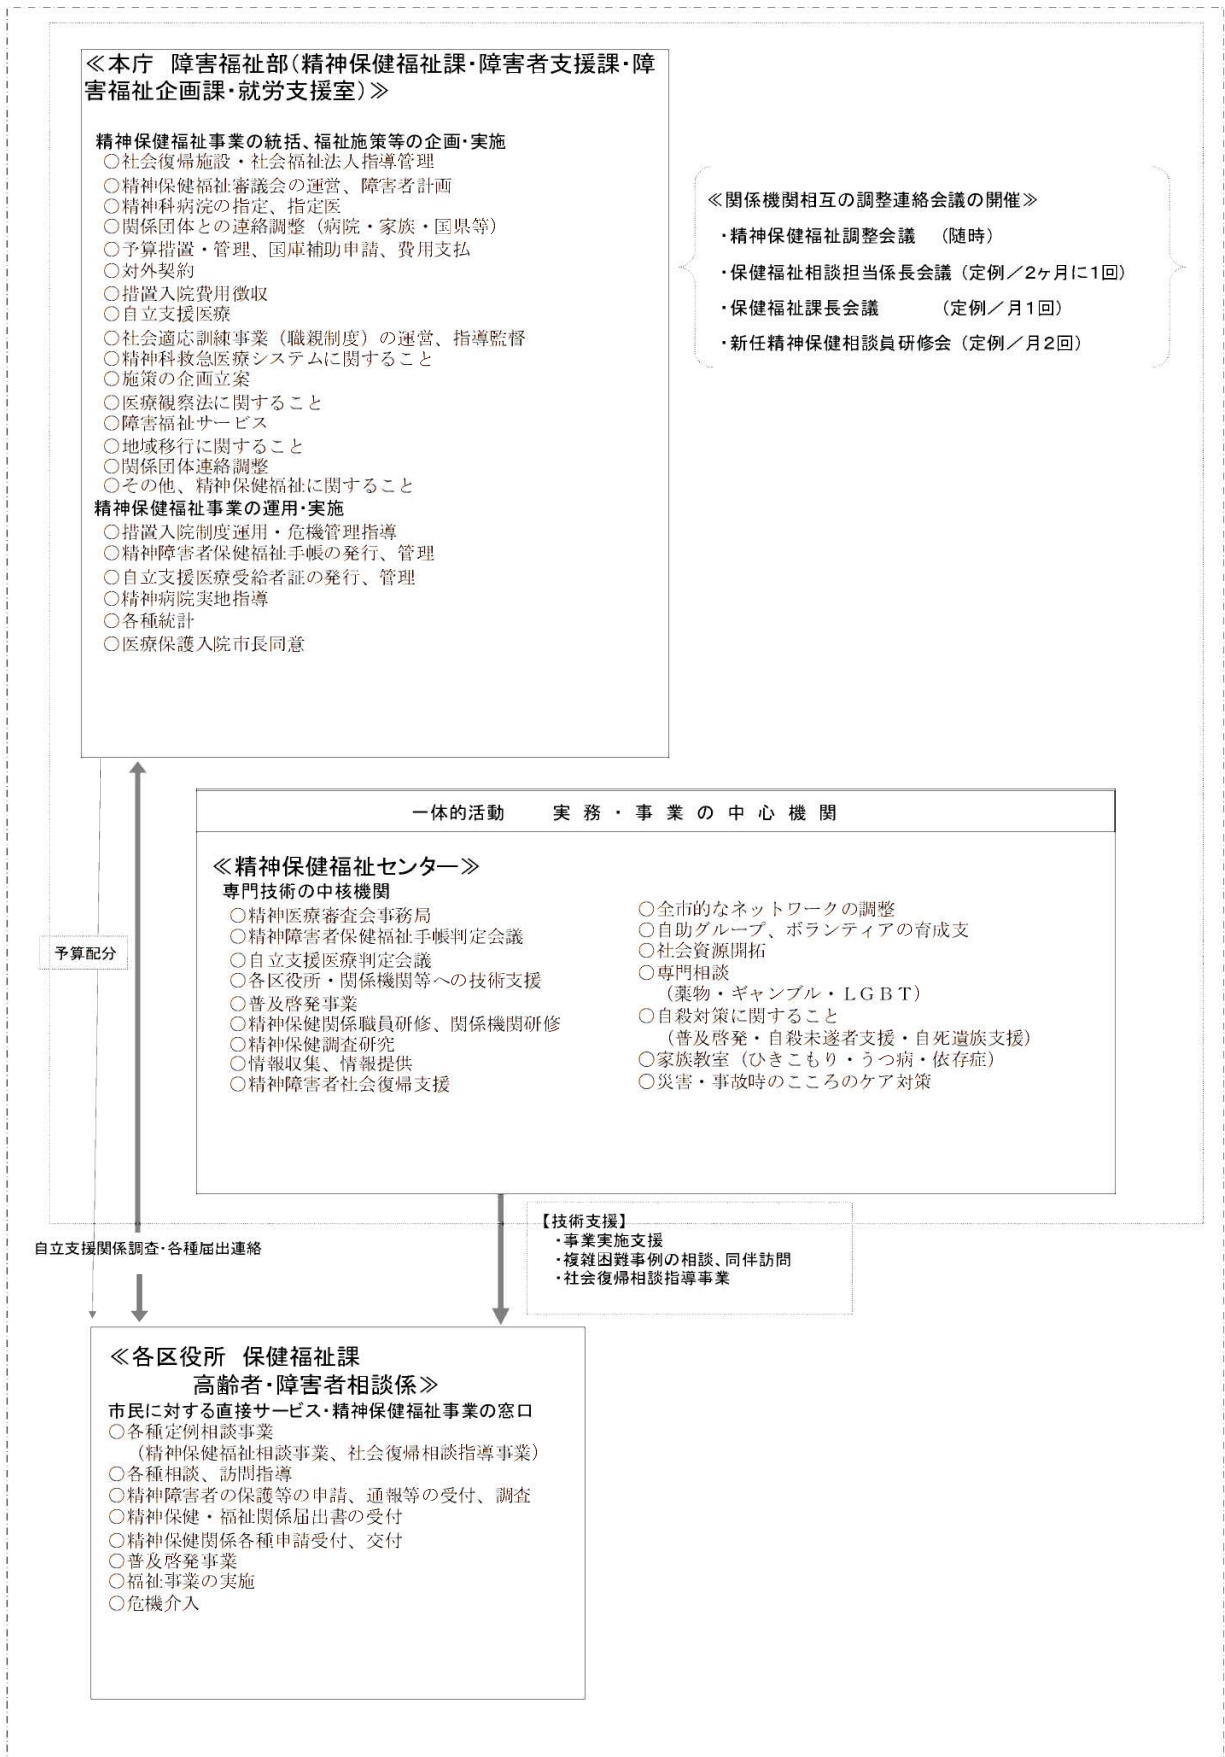 ≪本庁　障害福祉部(精神保健福祉課・障害者支援課・障
害福祉企画課・就労支援室)≫
精神保健福祉事業の統括、福祉施策等の企画・実施
○社会復帰施設・社会福祉法人指導管理
○精神保健福祉審議会の運営、障害者計画
○精神科病院の指定、指定医
○関係団体との連絡調整（病院・家族・国県等）
○予算措置・管理、国庫補助申請、費用支払
○対外契約
○措置入院費用徴収
○自立支援医療
○社会適応訓練事業（職親制度）の運営、指導監督
○精神科救急医療システムに関すること
○施策の企画立案
○医療観察法に関すること
○障害福祉サービス
○地域移行に関すること
○関係団体連絡調整
○その他、精神保健福祉に関すること
精神保健福祉事業の運用・実施
○措置入院制度運用・危機管理指導
○精神障害者保健福祉手帳の発行、管理
○自立支援医療受給者証の発行、管理
○精神病院実地指導
○各種統計
○医療保護入院市長同意
≪関係機関相互の調整連絡会議の開催≫
・精神保健福祉調整会議　（随時）
・保健福祉相談担当係長会議（定例／2ヶ月に1回）
・保健福祉課長会議　　　（定例／月1回）
・新任精神保健相談員研修会（定例／月2回）
一体的活動　　実 務 ・ 事 業 の 中 心 機 関
≪精神保健福祉センター≫
専門技術の中核機関
○精神医療審査会事務局
○精神障害者保健福祉手帳判定会議
○自立支援医療判定会議
○各区役所・関係機関等への技術支援
○普及啓発事業
○精神保健関係職員研修、関係機関研修
○精神保健調査研究
○情報収集、情報提供
○精神障害者社会復帰支援
○全市的なネットワークの調整
○自助グループ、ボランティアの育成支
○社会資源開拓
○専門相談
（薬物・ギャンブル・ＬＧＢＴ）
○自殺対策に関すること
（普及啓発・自殺未遂者支援・自死遺族支援）
○家族教室（ひきこもり・うつ病・依存症）
○災害・事故時のこころのケア対策
予算配分
自立支援関係調査・各種届出連絡
【技術支援】
・事業実施支援
・複雑困難事例の相談、同伴訪問
・社会復帰相談指導事業
≪各区役所　保健福祉課
高齢者・障害者相談係≫
市民に対する直接サービス・精神保健福祉事業の窓口
○各種定例相談事業
（精神保健福祉相談事業、社会復帰相談指導事業）
○各種相談、訪問指導
○精神障害者の保護等の申請、通報等の受付、調査
○精神保健・福祉関係届出書の受付
○精神保健関係各種申請受付、交付
○普及啓発事業
○福祉事業の実施
○危機介入